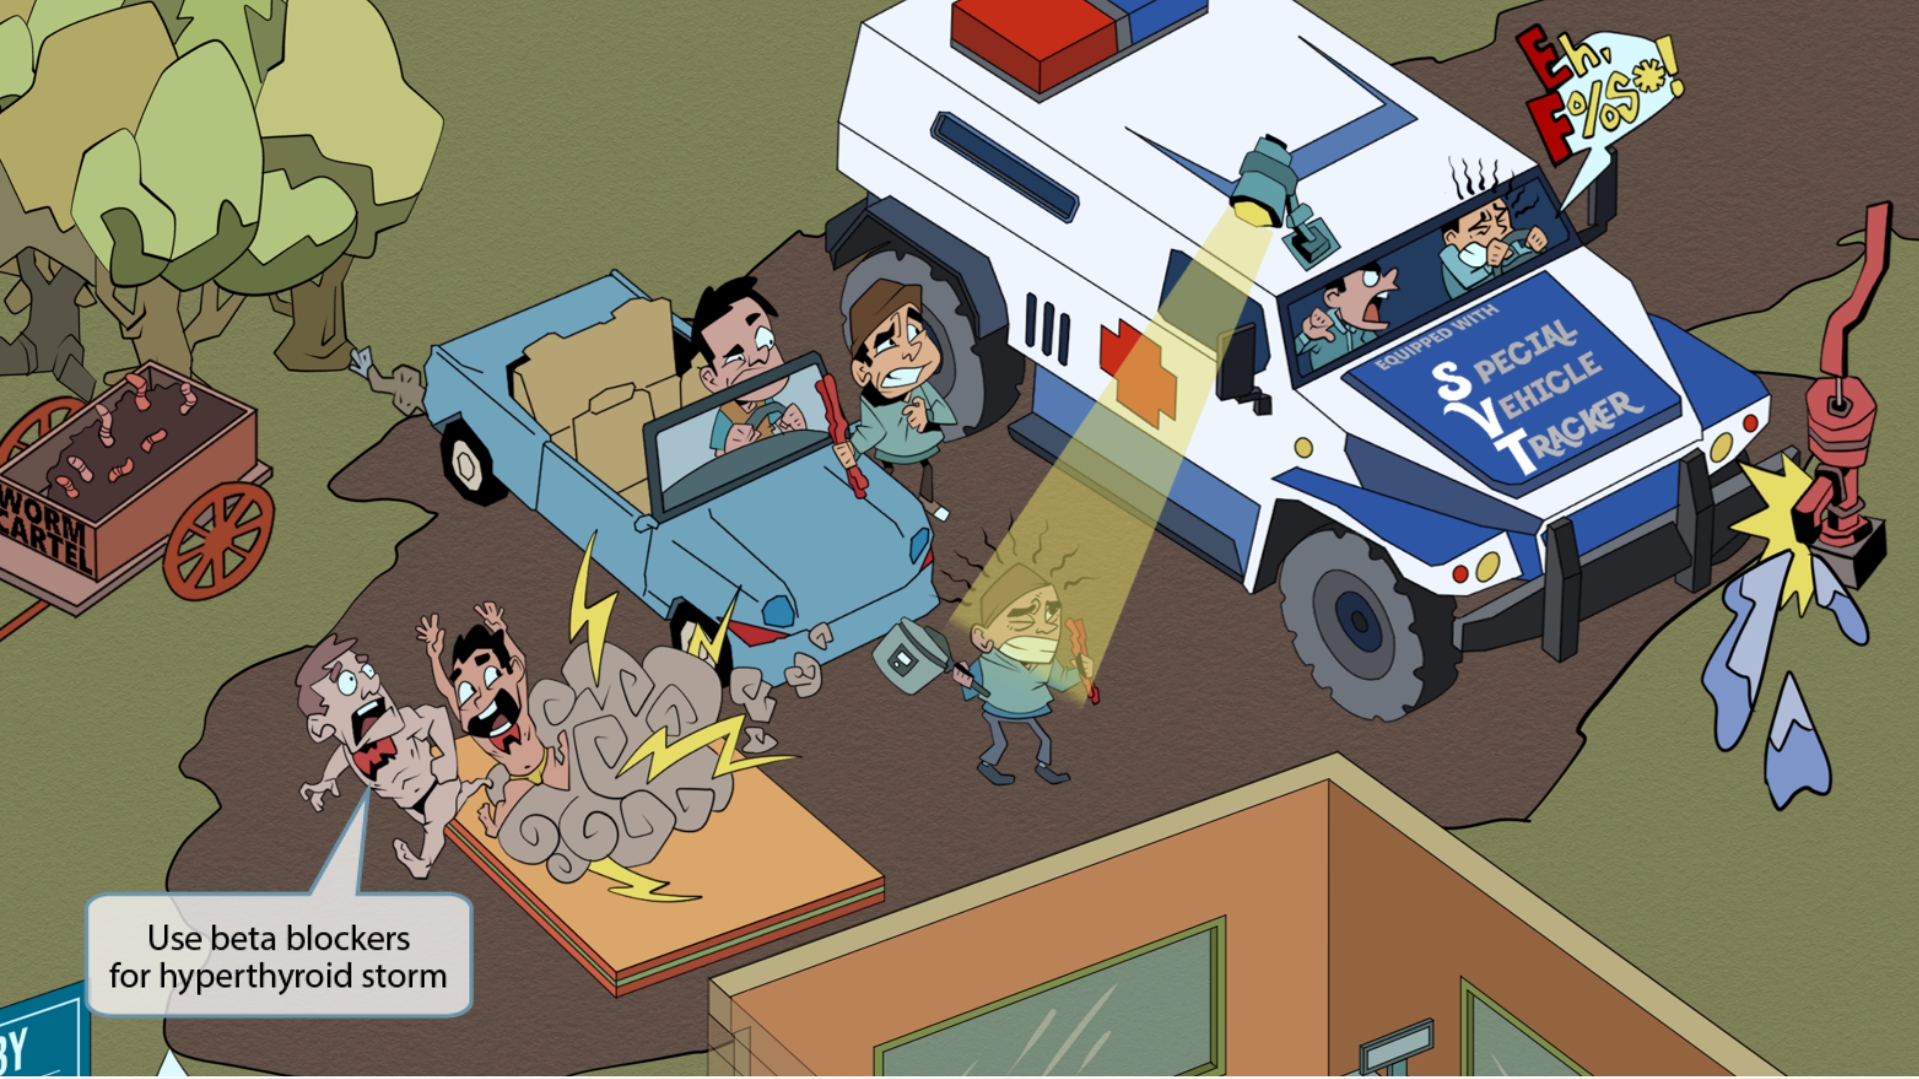 Eh,
F%$*!
EQUIPPED WITH
SPECIAL
VEHICLE
TRACKER
WORM
CARTEL
Use beta blockers
for hyperthyroid storm
BY